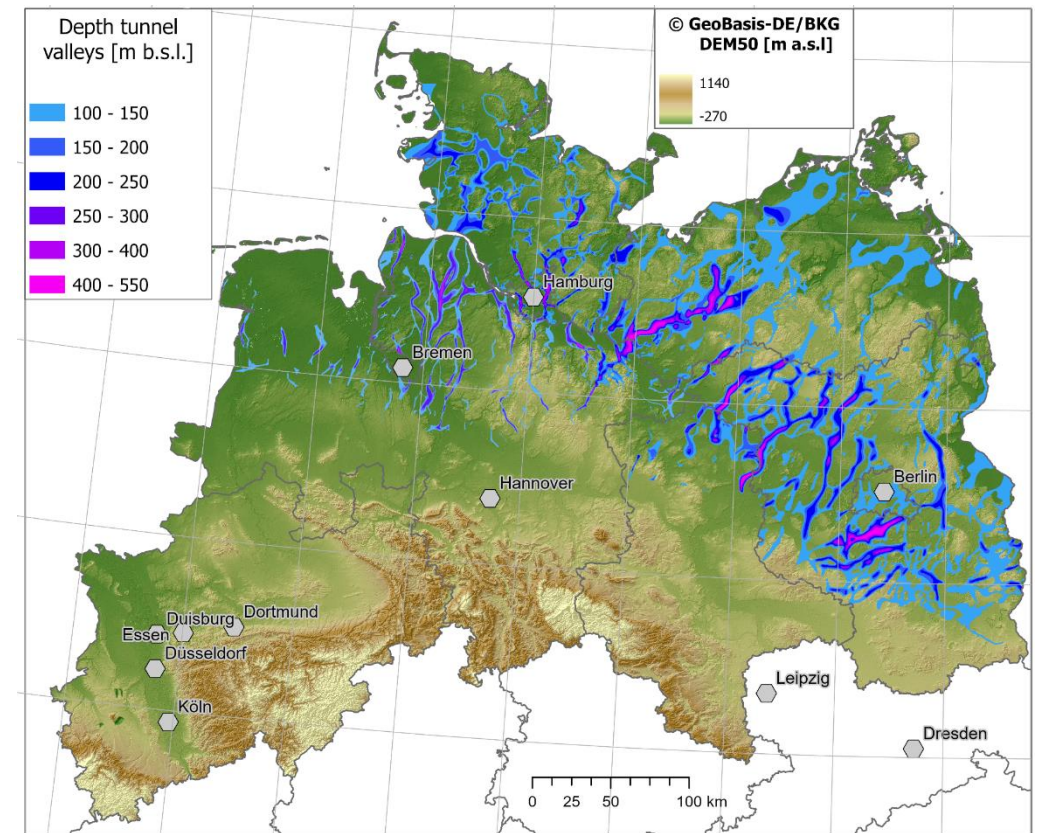 Depth tunnel
valleys [m b.s.l.]
100 - 150
150 - 200
200 - 250
250 - 300
300 - 400
400 - 550
© GeoBasis-DE/BKG
DEM50 [m a.s.l]
1140
-270
Hamburg
Bremen
Hannover
Berlin
Duisburg
Dortmund
Essen
Düsseldorf
Köln
Leipzig
Dresden
0 25 50 100 km